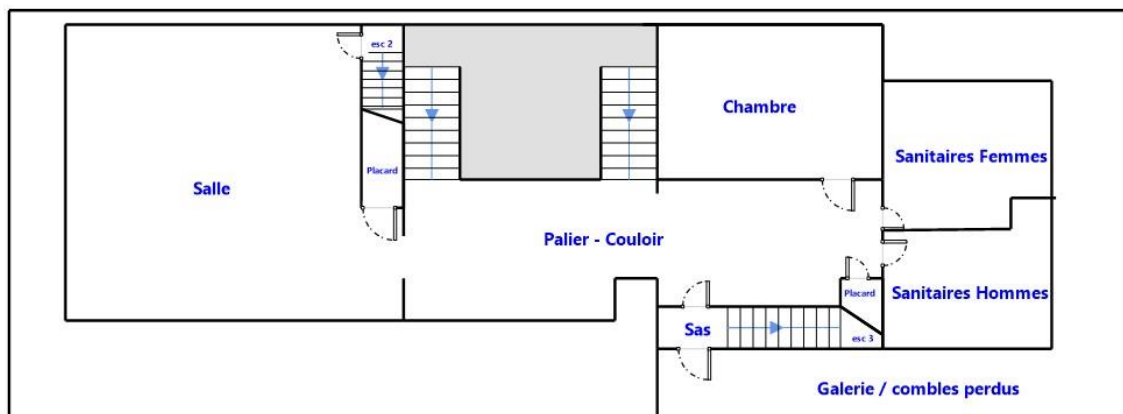 esc 2
Chambre
Sanitaires Femmes
Placard
Salle
Palier - Couloir
Placard
Sanitaires Hommes
Sas
esc 3
Galerie / combles perdus